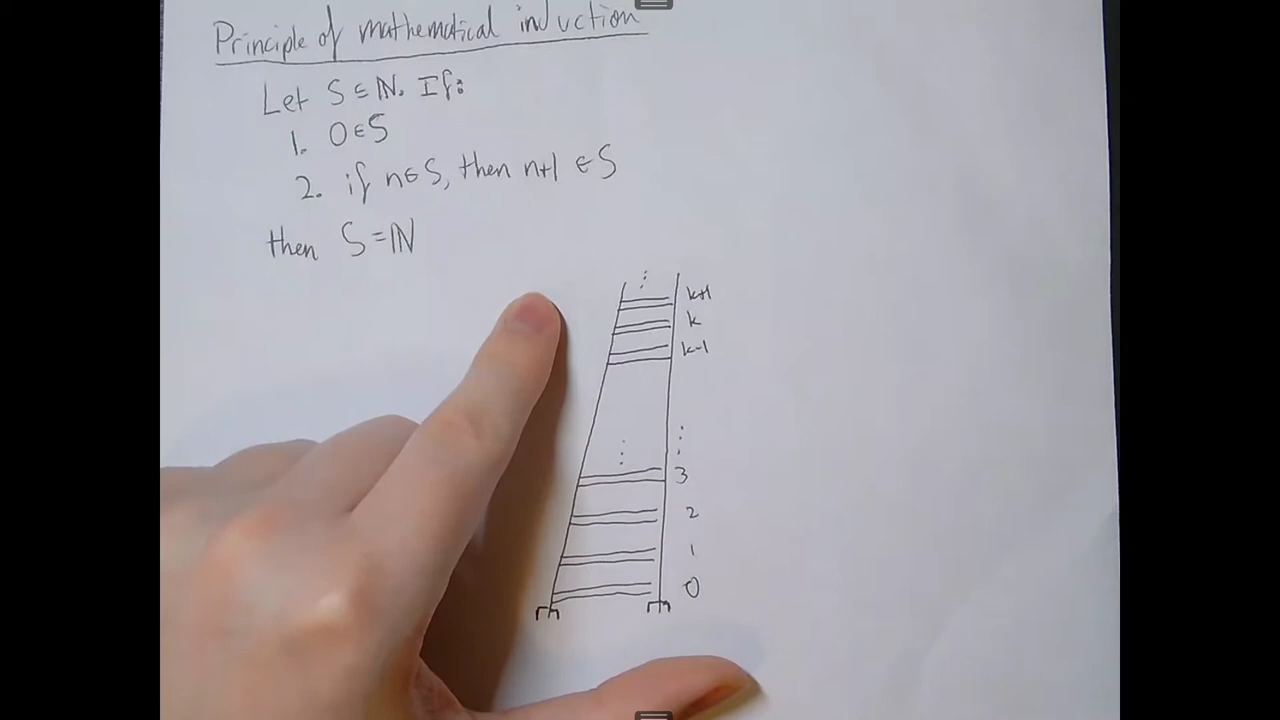 Principle of mathematical induction
Let S ⊆ ℕ. If:
1. 0 ∈ S
2. if n ∈ S, then n+1 ∈ S
then S = ℕ
⋮
k+1
k
k-1
⋮ ⋮
3
2
1
0